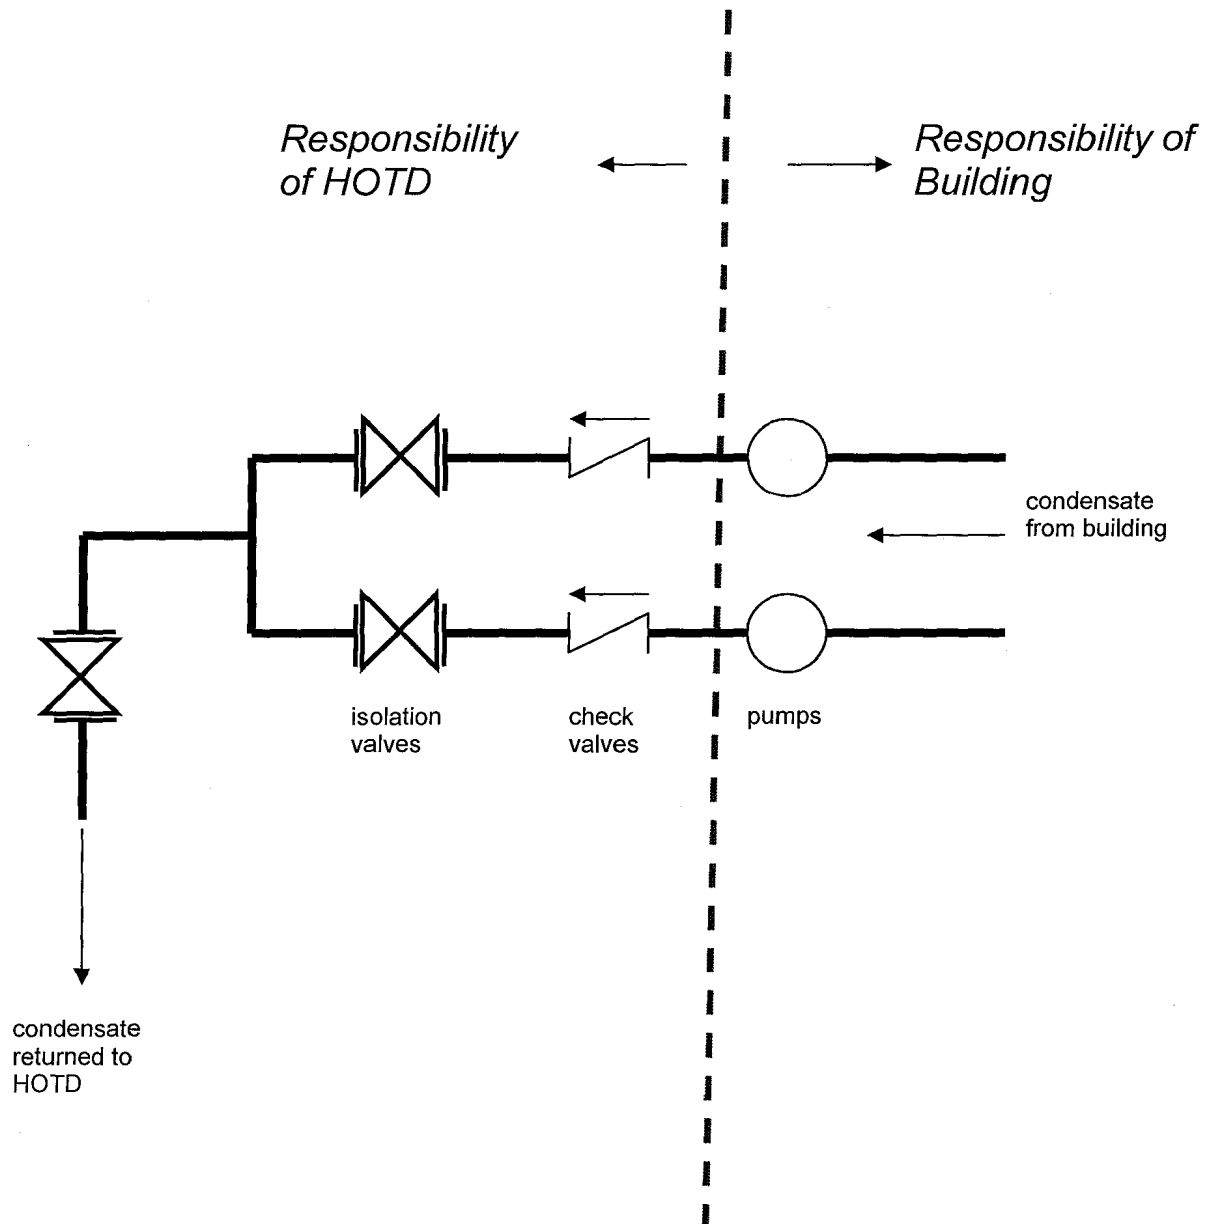 Responsibility
of HOTD
Responsibility of
Building
condensate
from building
isolation
valves
check
valves
pumps
condensate
returned to
HOTD